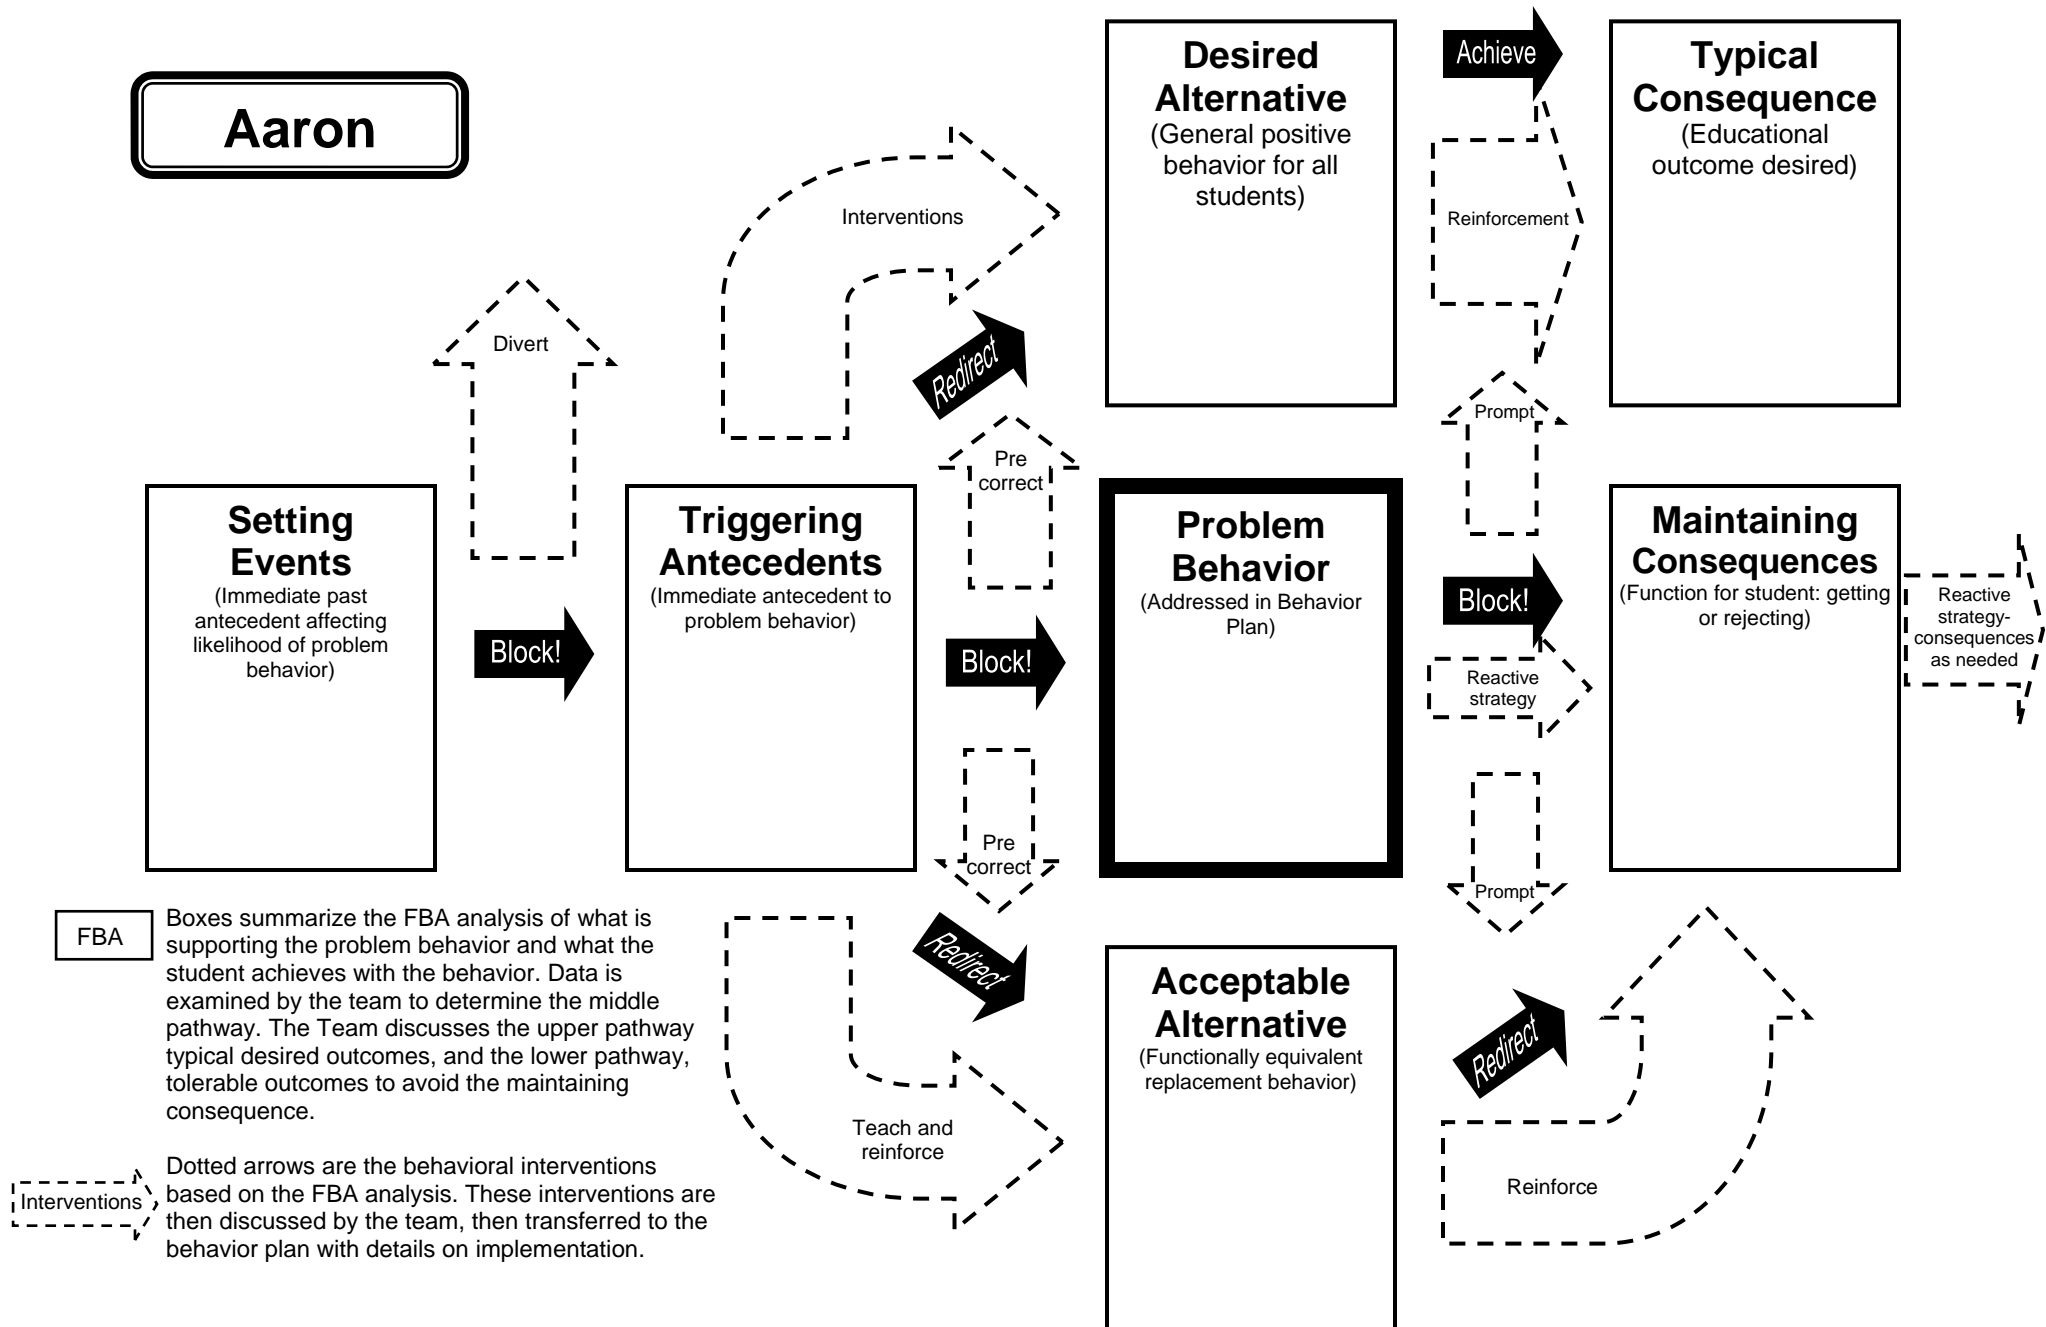 Aaron
Desired
Alternative
(General positive
behavior for all
students)
Achieve
Typical
Consequence
(Educational
outcome desired)
Interventions
Reinforcement
Divert
Redirect
Prompt
Pre
correct
Setting
Events
(Immediate past
antecedent affecting
likelihood of problem
behavior)
Block!
Triggering
Antecedents
(Immediate antecedent to
problem behavior)
Block!
Problem
Behavior
(Addressed in Behavior
Plan)
Block!
Reactive
strategy
Maintaining
Consequences
(Function for student: getting
or rejecting)
Reactive
strategy-
consequences
as needed
Pre
correct
Prompt
Redirect
FBA
Boxes summarize the FBA analysis of what is
supporting the problem behavior and what the
student achieves with the behavior. Data is
examined by the team to determine the middle
pathway. The Team discusses the upper pathway
typical desired outcomes, and the lower pathway,
tolerable outcomes to avoid the maintaining
consequence.
Acceptable
Alternative
(Functionally equivalent
replacement behavior)
Redirect
Teach and
reinforce
Reinforce
Interventions
Dotted arrows are the behavioral interventions
based on the FBA analysis. These interventions are
then discussed by the team, then transferred to the
behavior plan with details on implementation.